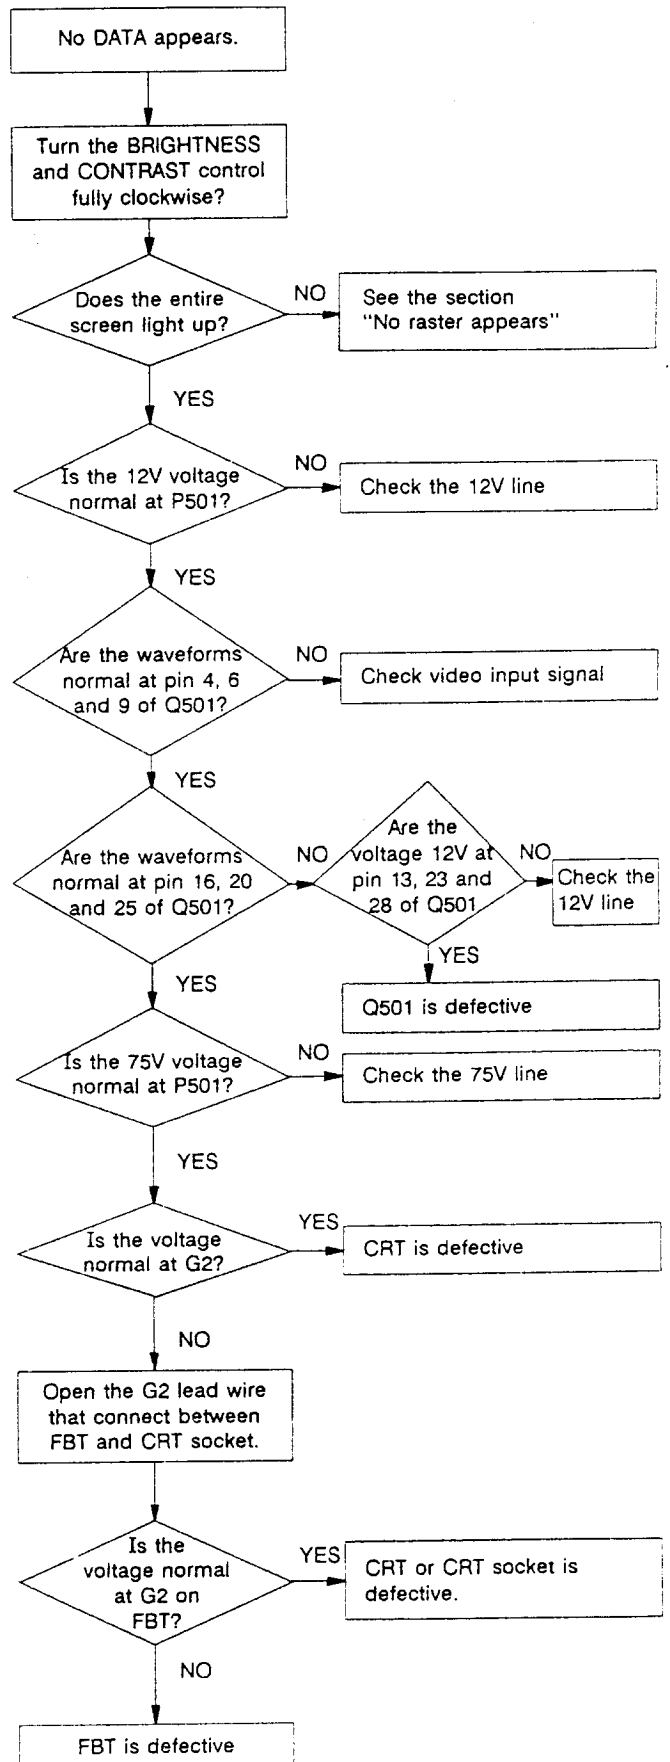 No DATA appears.
Turn the BRIGHTNESS
and CONTRAST control
fully clockwise?
Does the entire
screen light up?
NO
See the section
"No raster appears"
YES
Is the 12V voltage
normal at P501?
NO
Check the 12V line
YES
Are the waveforms
normal at pin 4, 6
and 9 of Q501?
NO
Check video input signal
YES
Are the waveforms
normal at pin 16, 20
and 25 of Q501?
NO
Are the
voltage 12V at
pin 13, 23 and
28 of Q501
NO
Check the
12V line
YES
Q501 is defective
YES
Is the 75V voltage
normal at P501?
NO
Check the 75V line
YES
Is the voltage
normal at G2?
YES
CRT is defective
NO
Open the G2 lead wire
that connect between
FBT and CRT socket.
Is the
voltage normal
at G2 on
FBT?
YES
CRT or CRT socket is
defective.
NO
FBT is defective